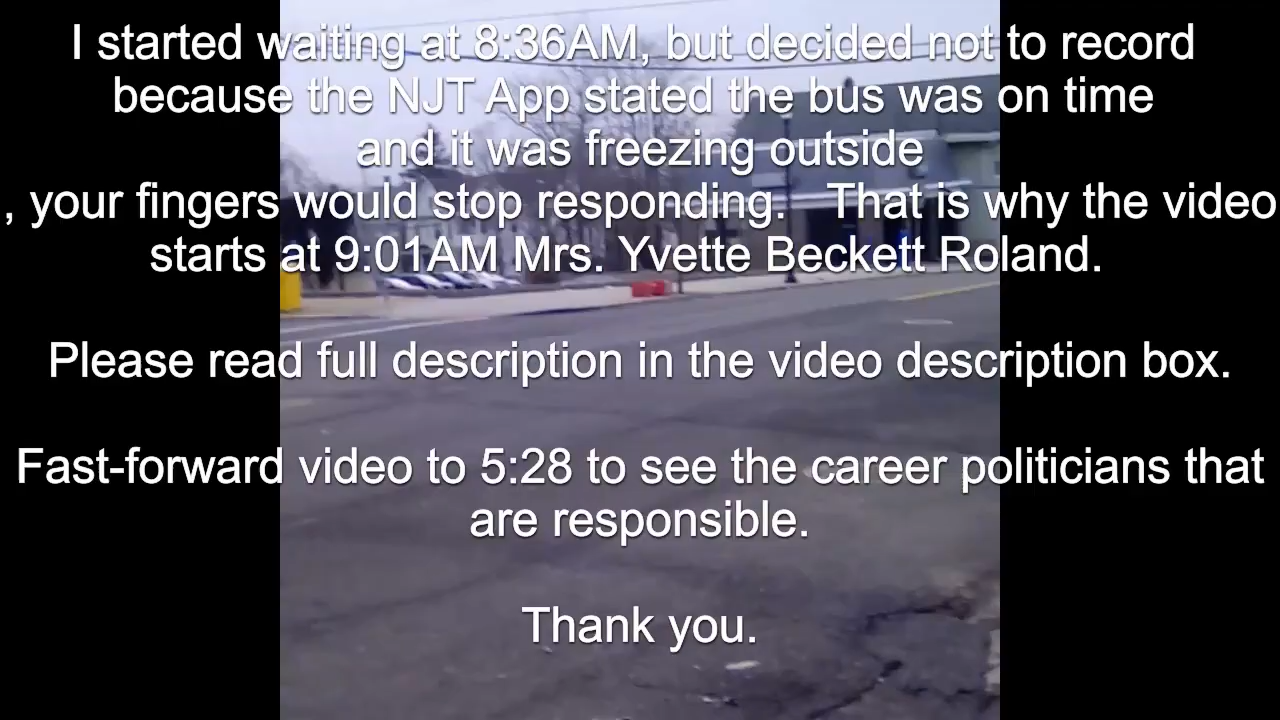 I started waiting at 8:36AM, but decided not to record
because the NJT App stated the bus was on time
and it was freezing outside
, your fingers would stop responding.   That is why the video
starts at 9:01AM Mrs. Yvette Beckett Roland.
Please read full description in the video description box.
Fast-forward video to 5:28 to see the career politicians that
are responsible.
Thank you.